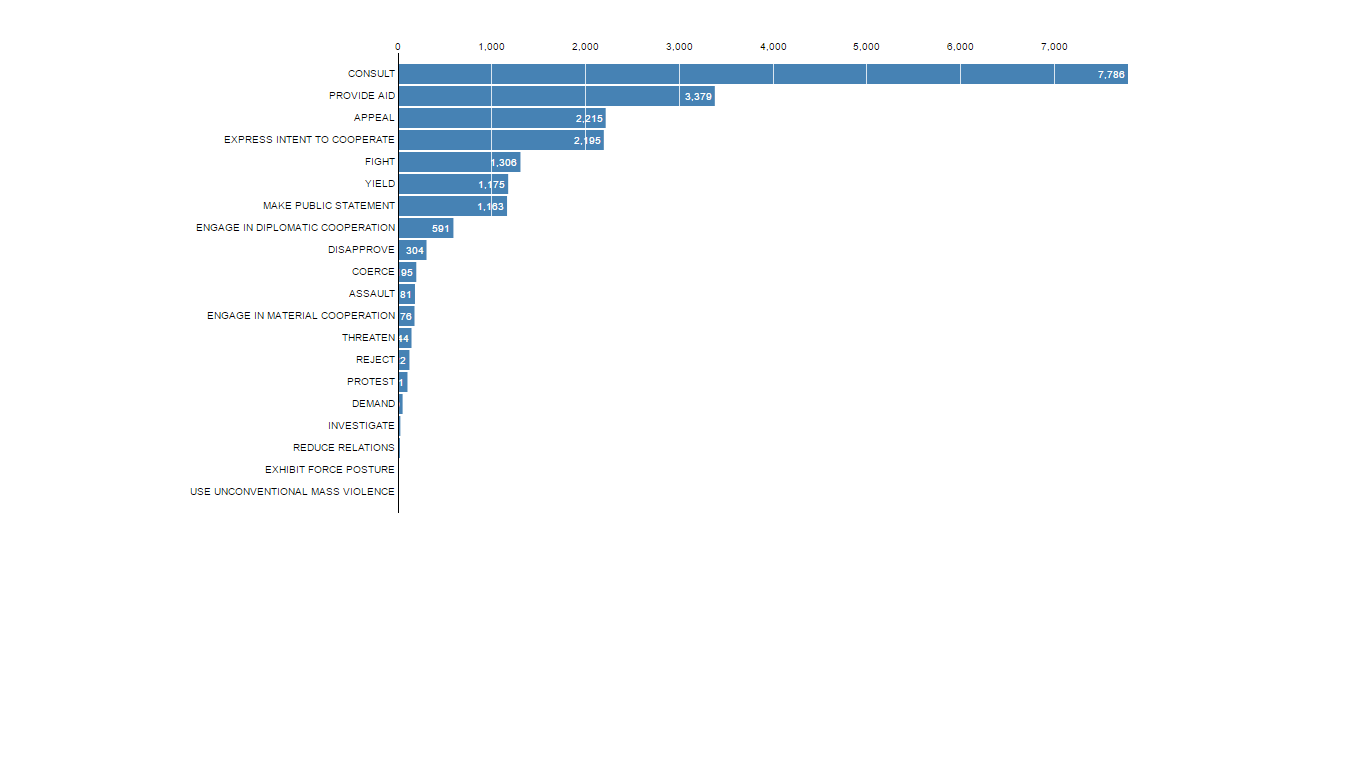 0 1,000 2,000 3,000 4,000 5,000 6,000 7,000
CONSULT 7,786
PROVIDE AID 3,379
APPEAL 2,215
EXPRESS INTENT TO COOPERATE 2,195
FIGHT 1,306
YIELD 1,175
MAKE PUBLIC STATEMENT 1,163
ENGAGE IN DIPLOMATIC COOPERATION 591
DISAPPROVE 304
COERCE 95
ASSAULT 81
ENGAGE IN MATERIAL COOPERATION 76
THREATEN 44
REJECT 2
PROTEST
DEMAND
INVESTIGATE
REDUCE RELATIONS
EXHIBIT FORCE POSTURE
USE UNCONVENTIONAL MASS VIOLENCE